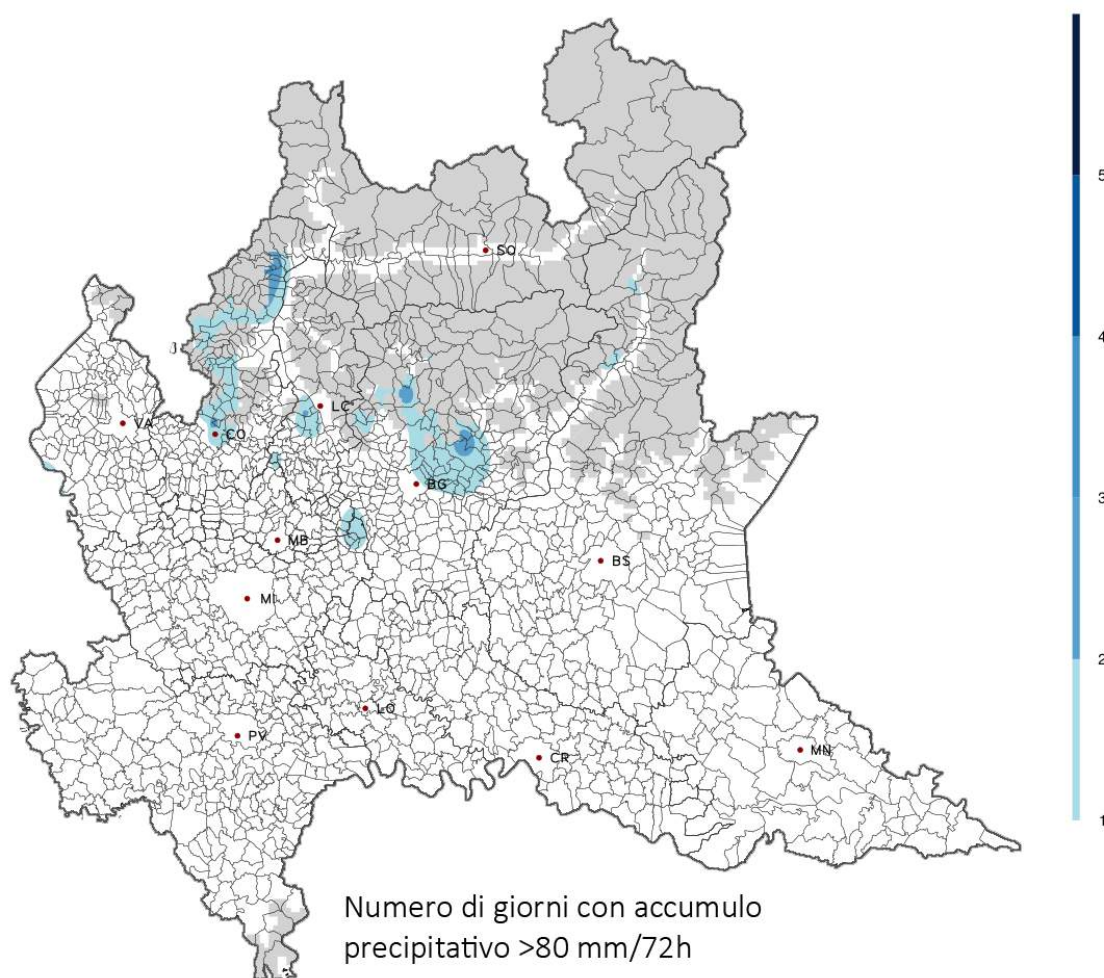 5
SO
4
LC
VA
CO
BG
3
MB
BS
MI
2
LO
PV
MN
CR
1
Numero di giorni con accumulo
precipitativo >80 mm/72h